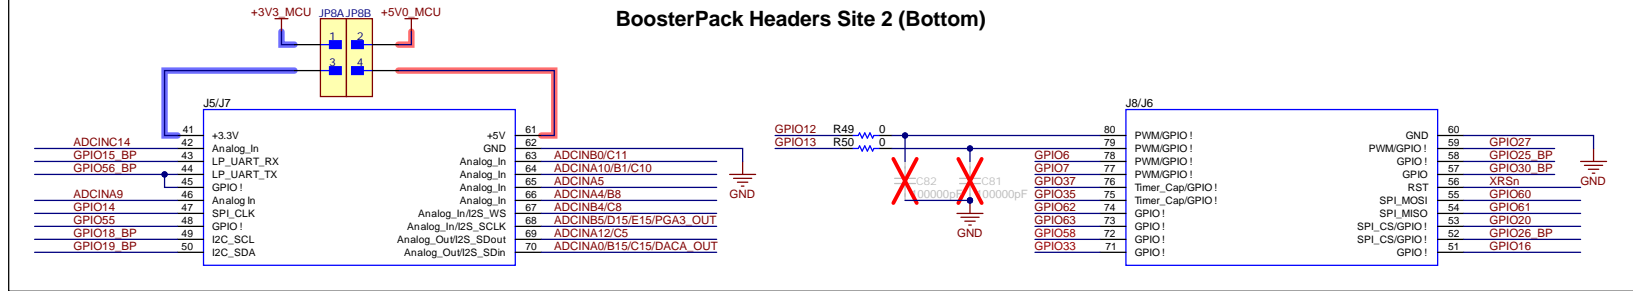 BoosterPack Headers Site 2 (Bottom)
+3V3_MCU JP8A JP8B +5V0_MCU
1 2
3 4
J5/J7
41 +3.3V +5V 61
ADCINC14 42 Analog_In GND 62
GPIO15_BP 43 LP_UART_RX Analog_In 63 ADCINB0/C11
GPIO56_BP 44 LP_UART_TX Analog_In 64 ADCINA10/B1/C10
45 GPIO ! Analog_In 65 ADCINA5
ADCINA9 46 Analog In Analog_In 66 ADCINA4/B8
GPIO14 47 SPI_CLK Analog_In/I2S_WS 67 ADCINB4/C8
GPIO55 48 GPIO ! Analog_In/I2S_SCLK 68 ADCINB5/D15/E15/PGA3_OUT
GPIO18_BP 49 I2C_SCL Analog_Out/I2S_SDout 69 ADCINA12/C5
GPIO19_BP 50 I2C_SDA Analog_Out/I2S_SDin 70 ADCINA0/B15/C15/DACA_OUT
GND
GPIO12 R49 0
GPIO13 R50 0
C82 C81
100000pF 100000pF
GND
J8/J6
80 PWM/GPIO ! GND 60
79 PWM/GPIO ! PWM/GPIO ! 59 GPIO27
GPIO6 78 PWM/GPIO ! GPIO ! 58 GPIO25_BP
GPIO7 77 PWM/GPIO ! GPIO 57 GPIO30_BP
GPIO37 76 Timer_Cap/GPIO ! RST 56 XRSn
GPIO35 75 Timer_Cap/GPIO ! SPI_MOSI 55 GPIO60
GPIO62 74 GPIO ! SPI_MISO 54 GPIO61
GPIO63 73 GPIO ! SPI_CS/GPIO ! 53 GPIO20
GPIO58 72 GPIO ! SPI_CS/GPIO ! 52 GPIO26_BP
GPIO33 71 GPIO ! GPIO ! 51 GPIO16
GND